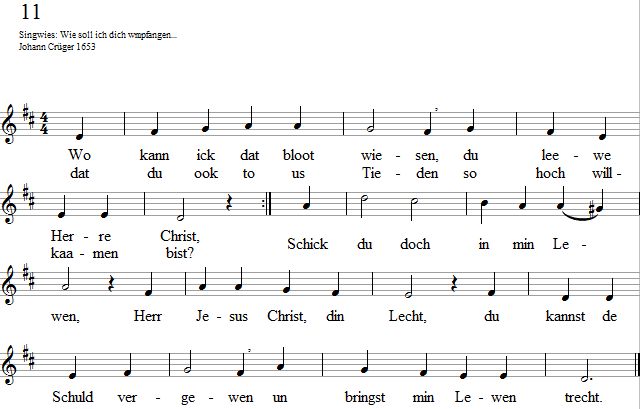 11
Singwies: Wie soll ich dich wmpfangen...
Johann Crüger 1653
4 4
Wo kann ick dat bloot wie - sen, du lee - we
dat du ook to us Tie - den so hoch will -
Her - re Christ, Schick du doch in min Le -
kaa - men bist?
wen, Herr Je - sus Christ, din Lecht, du kannst de
Schuld ver - ge - wen un bringst min Le - wen trecht.